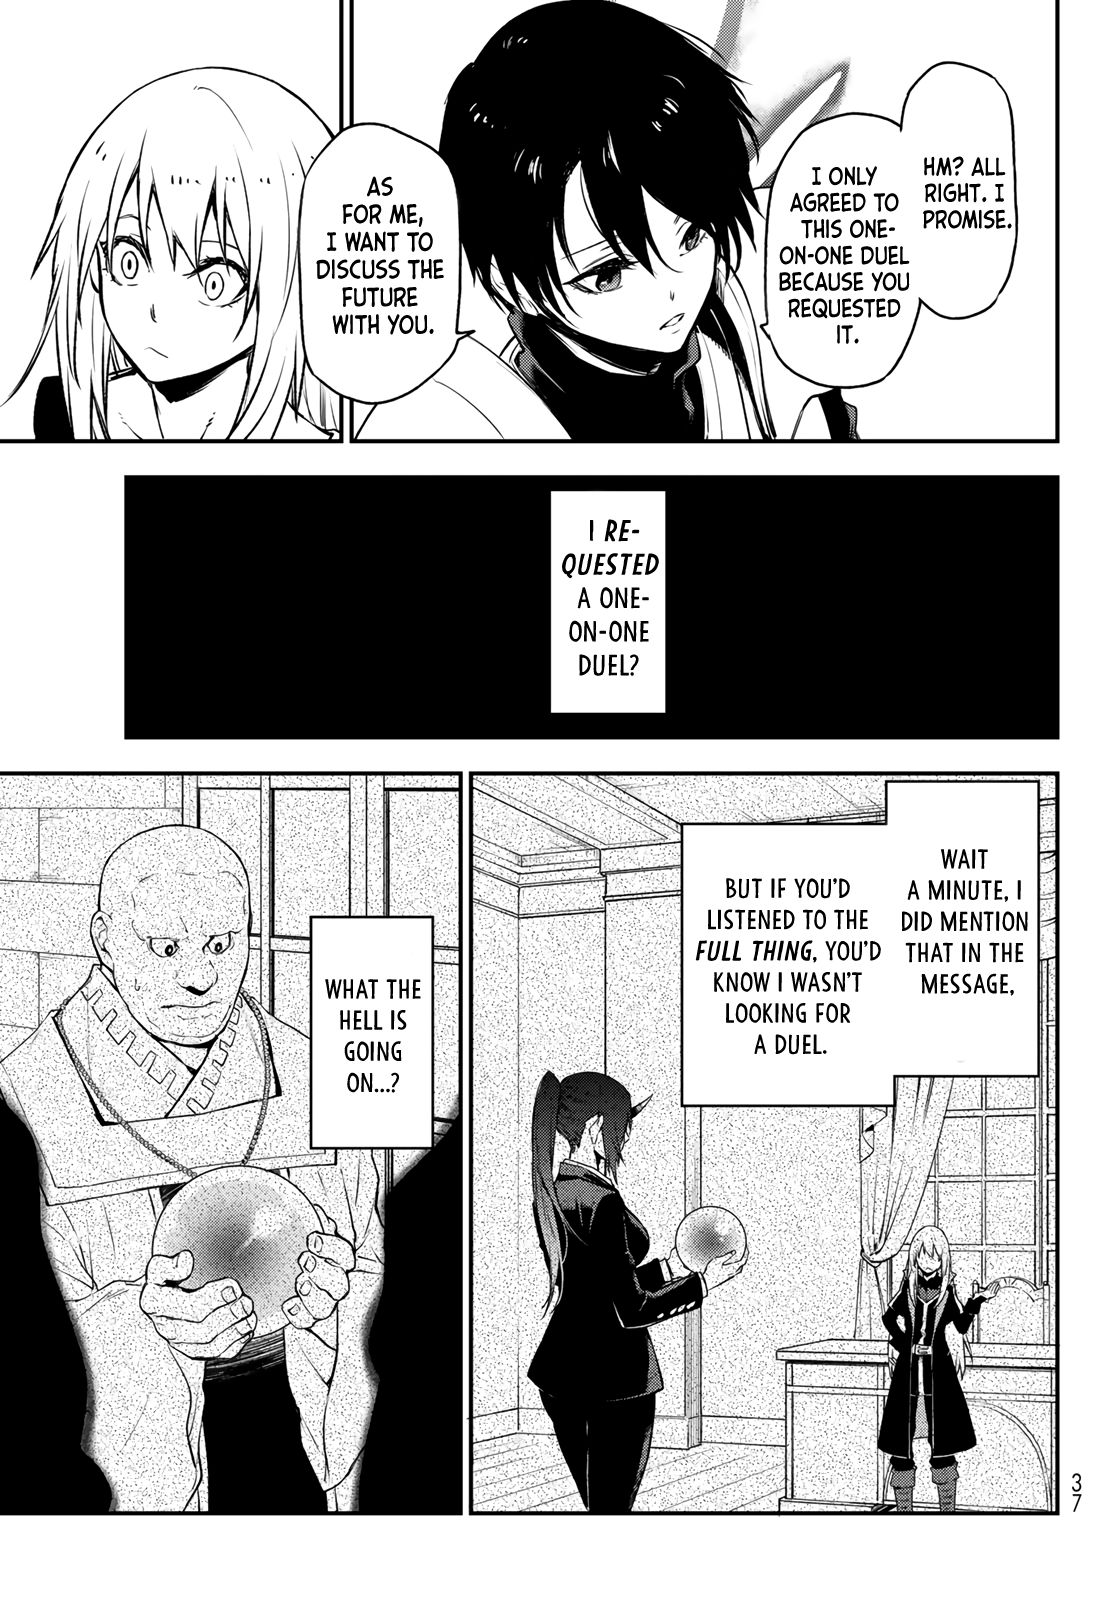 HM? ALL
RIGHT. I
PROMISE.
I ONLY
AGREED TO
THIS ONE-
ON-ONE DUEL
BECAUSE YOU
REQUESTED
IT.
AS
FOR ME,
I WANT TO
DISCUSS THE
FUTURE
WITH YOU.
I RE-
QUESTED
A ONE-
ON-ONE
DUEL?
WAIT
A MINUTE, I
DID MENTION
THAT IN THE
MESSAGE,
BUT IF YOU'D
LISTENED TO THE
FULL THING, YOU'D
KNOW I WASN'T
LOOKING FOR
A DUEL.
WHAT THE
HELL IS
GOING
ON...?
37